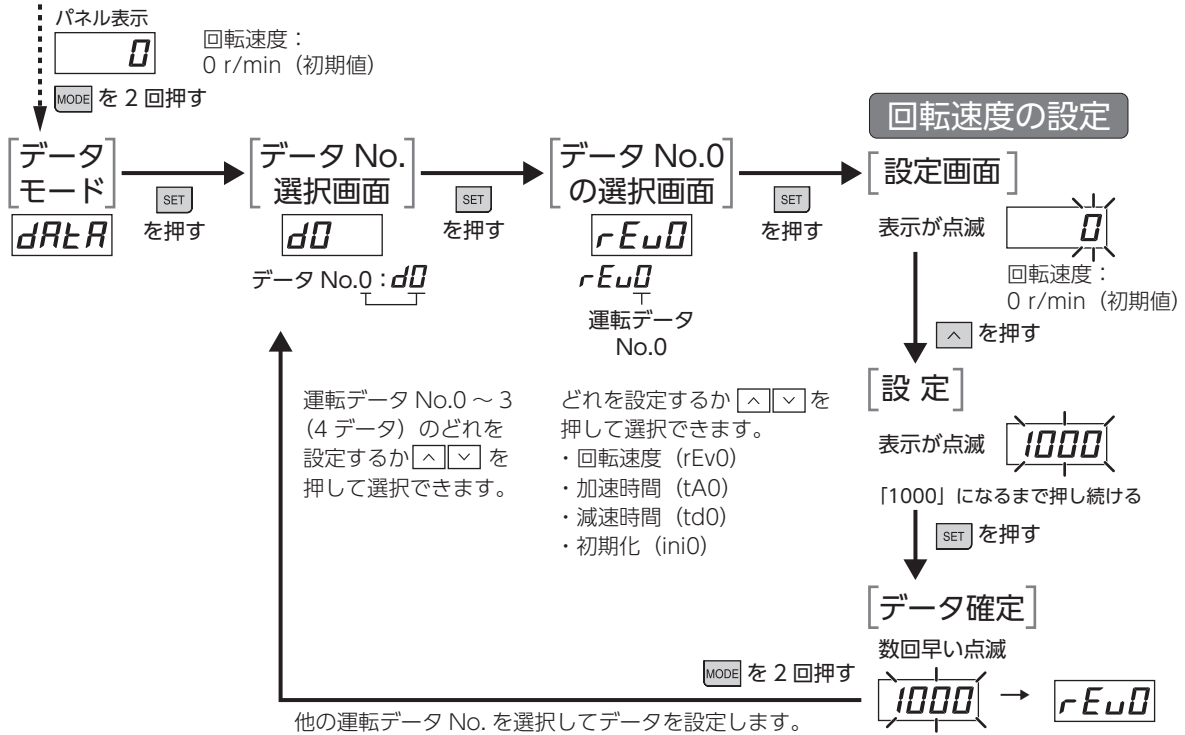 パネル表示
0
回転速度：
0 r/min（初期値）
MODE を 2 回押す
データ
モード
dAtA
SET
を押す
データ No.
選択画面
d0
データ No.0：d0
SET
を押す
データ No.0
の選択画面
rEv0
rEv0
運転データ
No.0
SET
を押す
回転速度の設定
設定画面
表示が点滅
0
回転速度：
0 r/min（初期値）
を押す
設 定
表示が点滅
1000
「1000」になるまで押し続ける
SET を押す
データ確定
数回早い点滅
1000 → rEv0
MODE を 2 回押す
運転データ No.0 ～ 3
（4 データ）のどれを
設定するか を
押して選択できます。
どれを設定するか を
押して選択できます。
・回転速度（rEv0）
・加速時間（tA0）
・減速時間（td0）
・初期化（ini0）
他の運転データ No. を選択してデータを設定します。